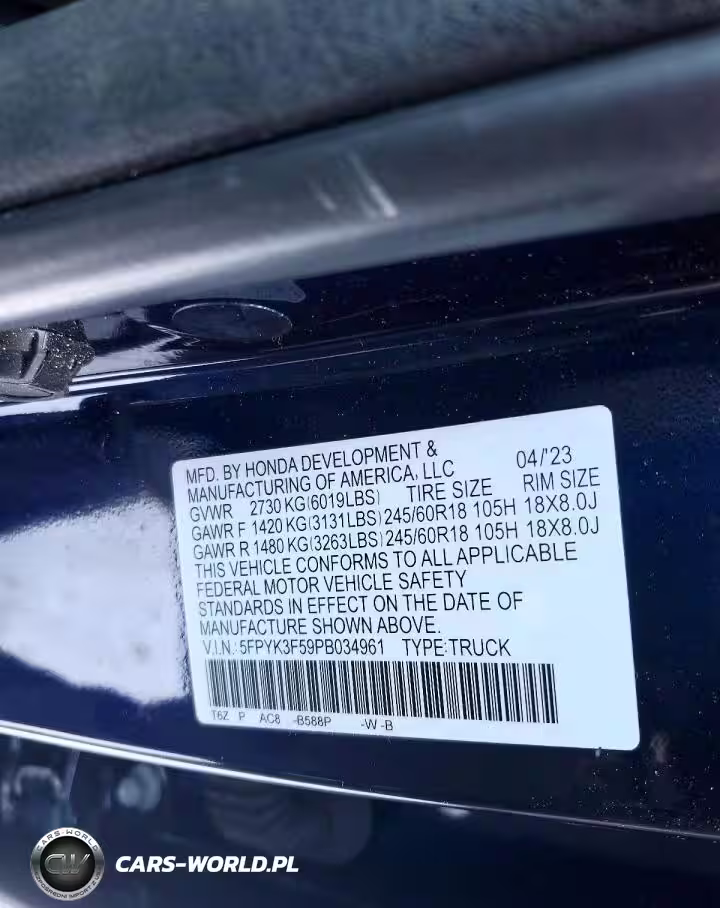 MFD. BY HONDA DEVELOPMENT &
MANUFACTURING OF AMERICA, LLC 04/'23
GVWR 2730 KG(6019LBS) TIRE SIZE RIM SIZE
GAWR F 1420 KG(3131LBS) 245/60R18 105H 18X8.0J
GAWR R 1480 KG(3263LBS) 245/60R18 105H 18X8.0J
THIS VEHICLE CONFORMS TO ALL APPLICABLE
FEDERAL MOTOR VEHICLE SAFETY
STANDARDS IN EFFECT ON THE DATE OF
MANUFACTURE SHOWN ABOVE.
V.I.N.: 5FPYK3F59PB034961 TYPE:TRUCK
T6Z P AC8 -B588P -W -B
CARS-WORLD
CW
CARS-WORLD.PL